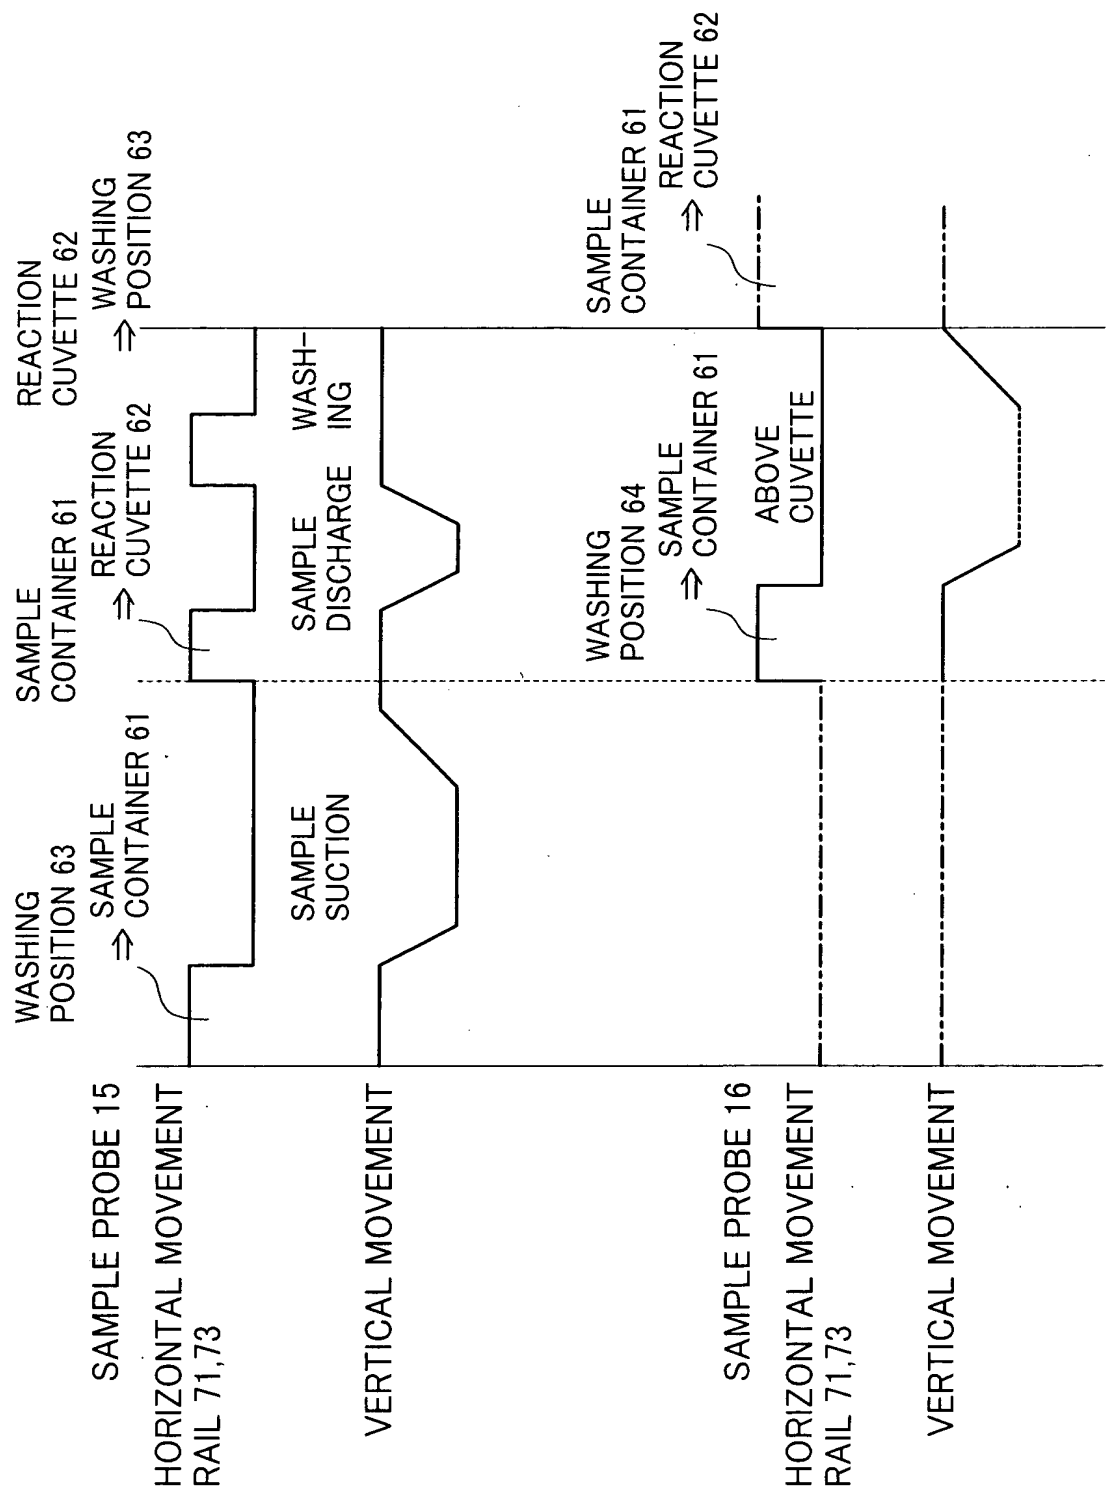 SAMPLE PROBE 15
HORIZONTAL MOVEMENT
RAIL 71,73
WASHING
POSITION 63
⇒ SAMPLE
CONTAINER 61
SAMPLE
CONTAINER 61
⇒ REACTION
CUVETTE 62
REACTION
CUVETTE 62
⇒ WASHING
POSITION 63
SAMPLE
SUCTION
SAMPLE
DISCHARGE
WASH-
ING
VERTICAL MOVEMENT
SAMPLE PROBE 16
HORIZONTAL MOVEMENT
RAIL 71,73
WASHING
POSITION 64
⇒ SAMPLE
CONTAINER 61
SAMPLE
CONTAINER 61
⇒ REACTION
CUVETTE 62
ABOVE
CUVETTE
VERTICAL MOVEMENT